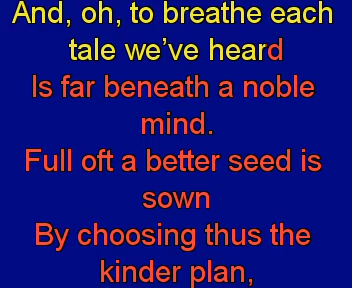 And, oh, to breathe each
tale we’ve heard
Is far beneath a noble
mind.
Full oft a better seed is
sown
By choosing thus the
kinder plan,